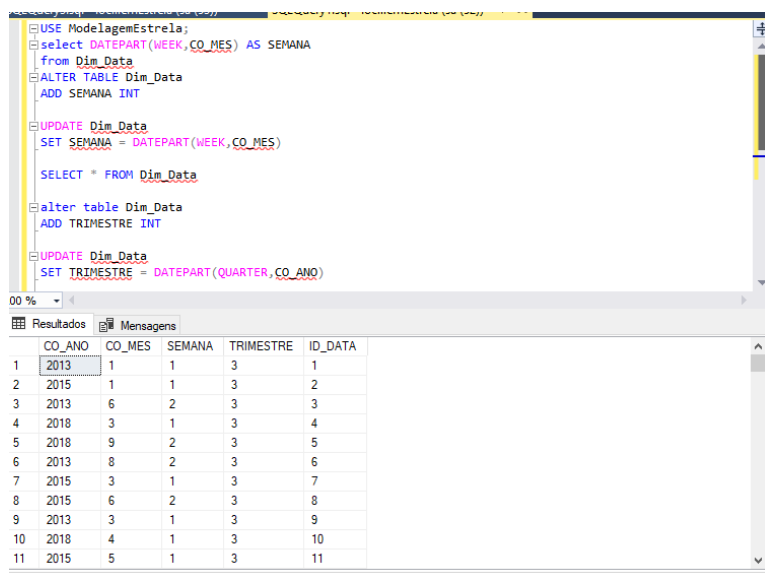 USE ModelagemEstrela;
select DATEPART(WEEK,CO_MES) AS SEMANA
from Dim_Data
ALTER TABLE Dim_Data
ADD SEMANA INT
UPDATE Dim_Data
SET SEMANA = DATEPART(WEEK,CO_MES)
SELECT * FROM Dim_Data
alter table Dim_Data
ADD TRIMESTRE INT
UPDATE Dim_Data
SET TRIMESTRE = DATEPART(QUARTER,CO_ANO)
00 %
Resultados Mensagens
CO_ANO CO_MES SEMANA TRIMESTRE ID_DATA
1 2013 1 1 3 1
2 2015 1 1 3 2
3 2013 6 2 3 3
4 2018 3 1 3 4
5 2018 9 2 3 5
6 2013 8 2 3 6
7 2015 3 1 3 7
8 2015 6 2 3 8
9 2013 3 1 3 9
10 2018 4 1 3 10
11 2015 5 1 3 11